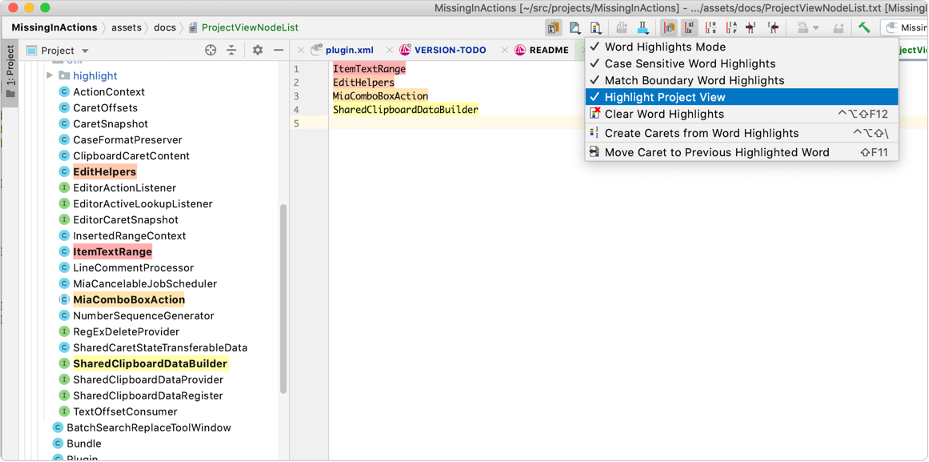 MissingInActions [~/src/projects/MissingInActions] – .../assets/docs/ProjectViewNodeList.txt [Missing
MissingInActions
assets
docs
ProjectViewNodeList
Missing
1: Project
Project
plugin.xml
VERSION-TODO
README
util
highlight
ActionContext
CaretOffsets
CaretSnapshot
CaseFormatPreserver
ClipboardCaretContent
EditHelpers
EditorActionListener
EditorActiveLookupListener
EditorCaretSnapshot
InsertedRangeContext
ItemTextRange
LineCommentProcessor
MiaCancelableJobScheduler
MiaComboBoxAction
NumberSequenceGenerator
RegExDeleteProvider
SharedCaretStateTransferableData
SharedClipboardDataBuilder
SharedClipboardDataProvider
SharedClipboardDataRegister
TextOffsetConsumer
BatchSearchReplaceToolWindow
Bundle
Plugin
1 ItemTextRange
2 EditHelpers
3 MiaComboBoxAction
4 SharedClipboardDataBuilder
5
✓ Word Highlights Mode
✓ Case Sensitive Word Highlights
✓ Match Boundary Word Highlights
✓ Highlight Project View
Clear Word Highlights ^⌥⇧F12
Create Carets from Word Highlights ^⌥⇧\
Move Caret to Previous Highlighted Word ⇧F11